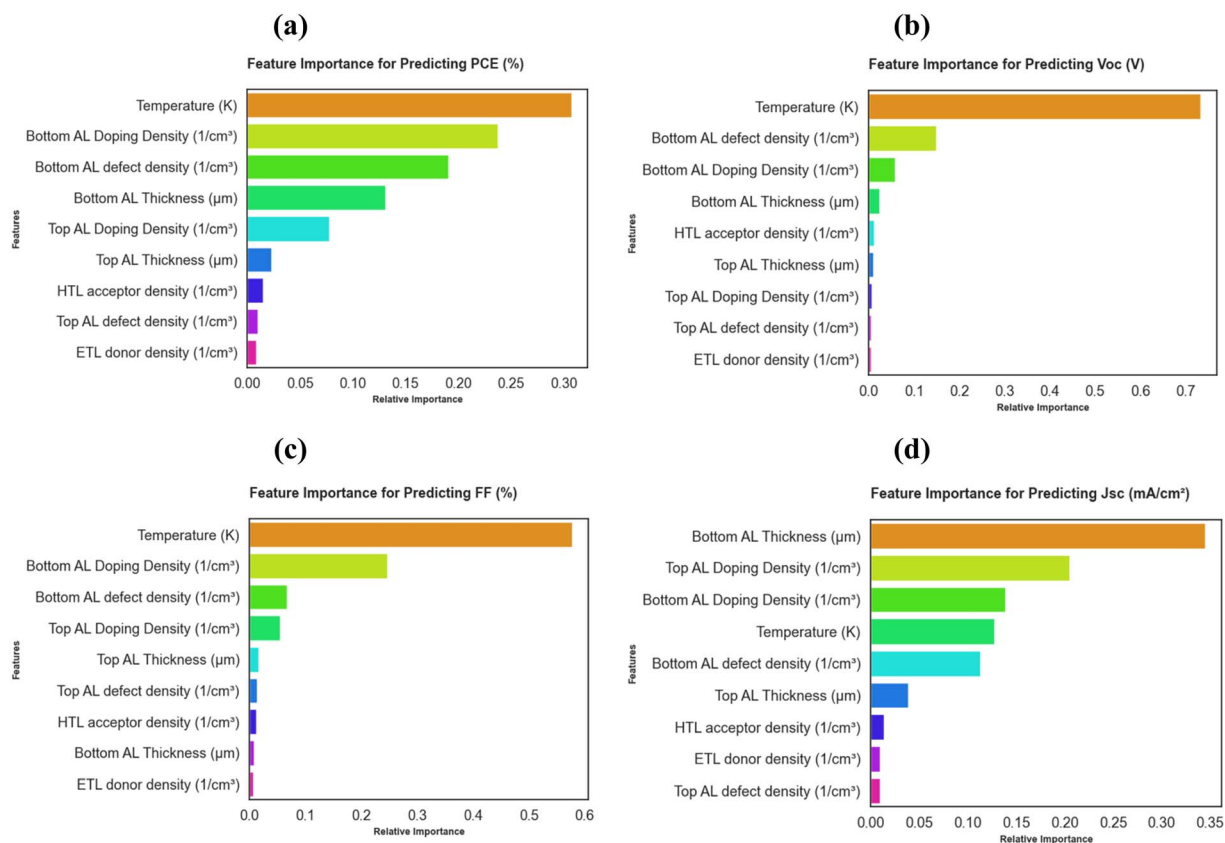 (a)
Feature Importance for Predicting PCE (%)
Temperature (K)
Bottom AL Doping Density (1/cm³)
Bottom AL defect density (1/cm³)
Bottom AL Thickness (μm)
Top AL Doping Density (1/cm³)
Top AL Thickness (μm)
HTL acceptor density (1/cm³)
Top AL defect density (1/cm³)
ETL donor density (1/cm³)
Features
0.00 0.05 0.10 0.15 0.20 0.25 0.30
Relative Importance
(b)
Feature Importance for Predicting Voc (V)
Temperature (K)
Bottom AL defect density (1/cm³)
Bottom AL Doping Density (1/cm³)
Bottom AL Thickness (μm)
HTL acceptor density (1/cm³)
Top AL Thickness (μm)
Top AL Doping Density (1/cm³)
Top AL defect density (1/cm³)
ETL donor density (1/cm³)
Features
0.0 0.1 0.2 0.3 0.4 0.5 0.6 0.7
Relative Importance
(c)
Feature Importance for Predicting FF (%)
Temperature (K)
Bottom AL Doping Density (1/cm³)
Bottom AL defect density (1/cm³)
Top AL Doping Density (1/cm³)
Top AL Thickness (μm)
Top AL defect density (1/cm³)
HTL acceptor density (1/cm³)
Bottom AL Thickness (μm)
ETL donor density (1/cm³)
Features
0.0 0.1 0.2 0.3 0.4 0.5 0.6
Relative Importance
(d)
Feature Importance for Predicting Jsc (mA/cm²)
Bottom AL Thickness (μm)
Top AL Doping Density (1/cm³)
Bottom AL Doping Density (1/cm³)
Temperature (K)
Bottom AL defect density (1/cm³)
Top AL Thickness (μm)
HTL acceptor density (1/cm³)
ETL donor density (1/cm³)
Top AL defect density (1/cm³)
Features
0.00 0.05 0.10 0.15 0.20 0.25 0.30 0.35
Relative Importance